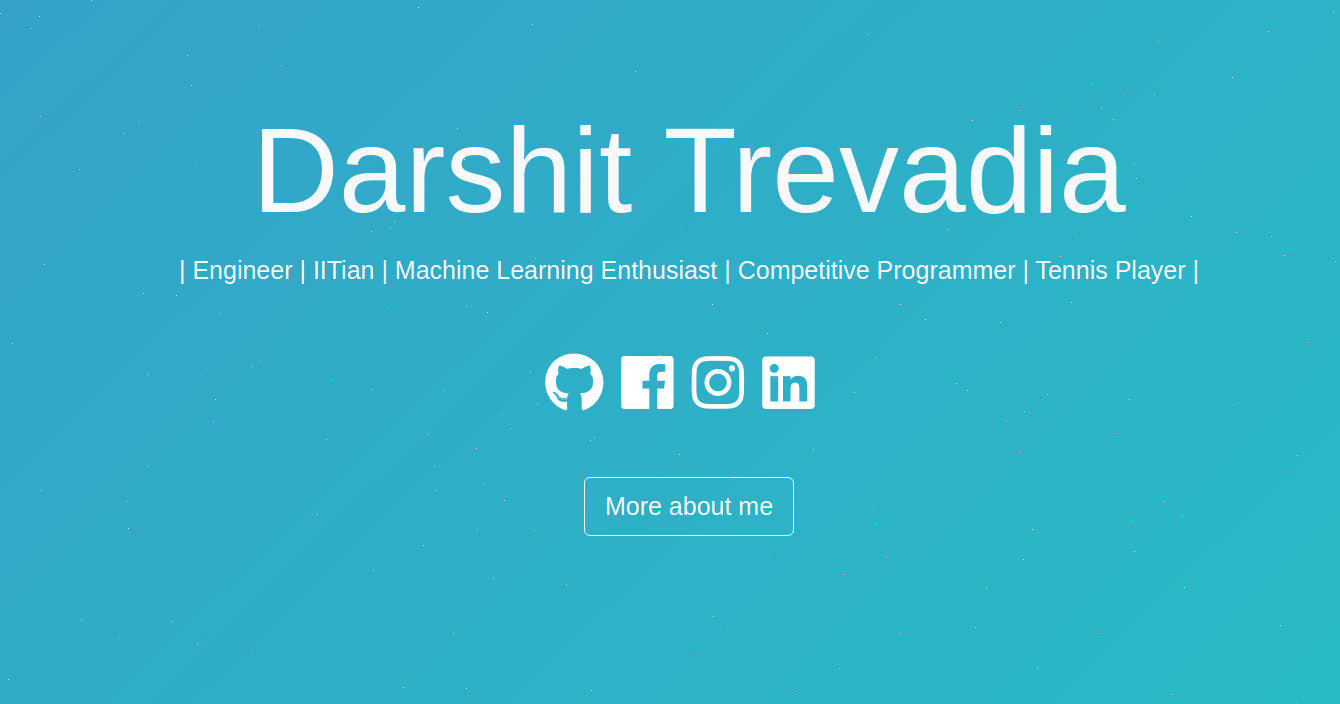 Darshit Trevadia
| Engineer | IITian | Machine Learning Enthusiast | Competitive Programmer | Tennis Player |
More about me